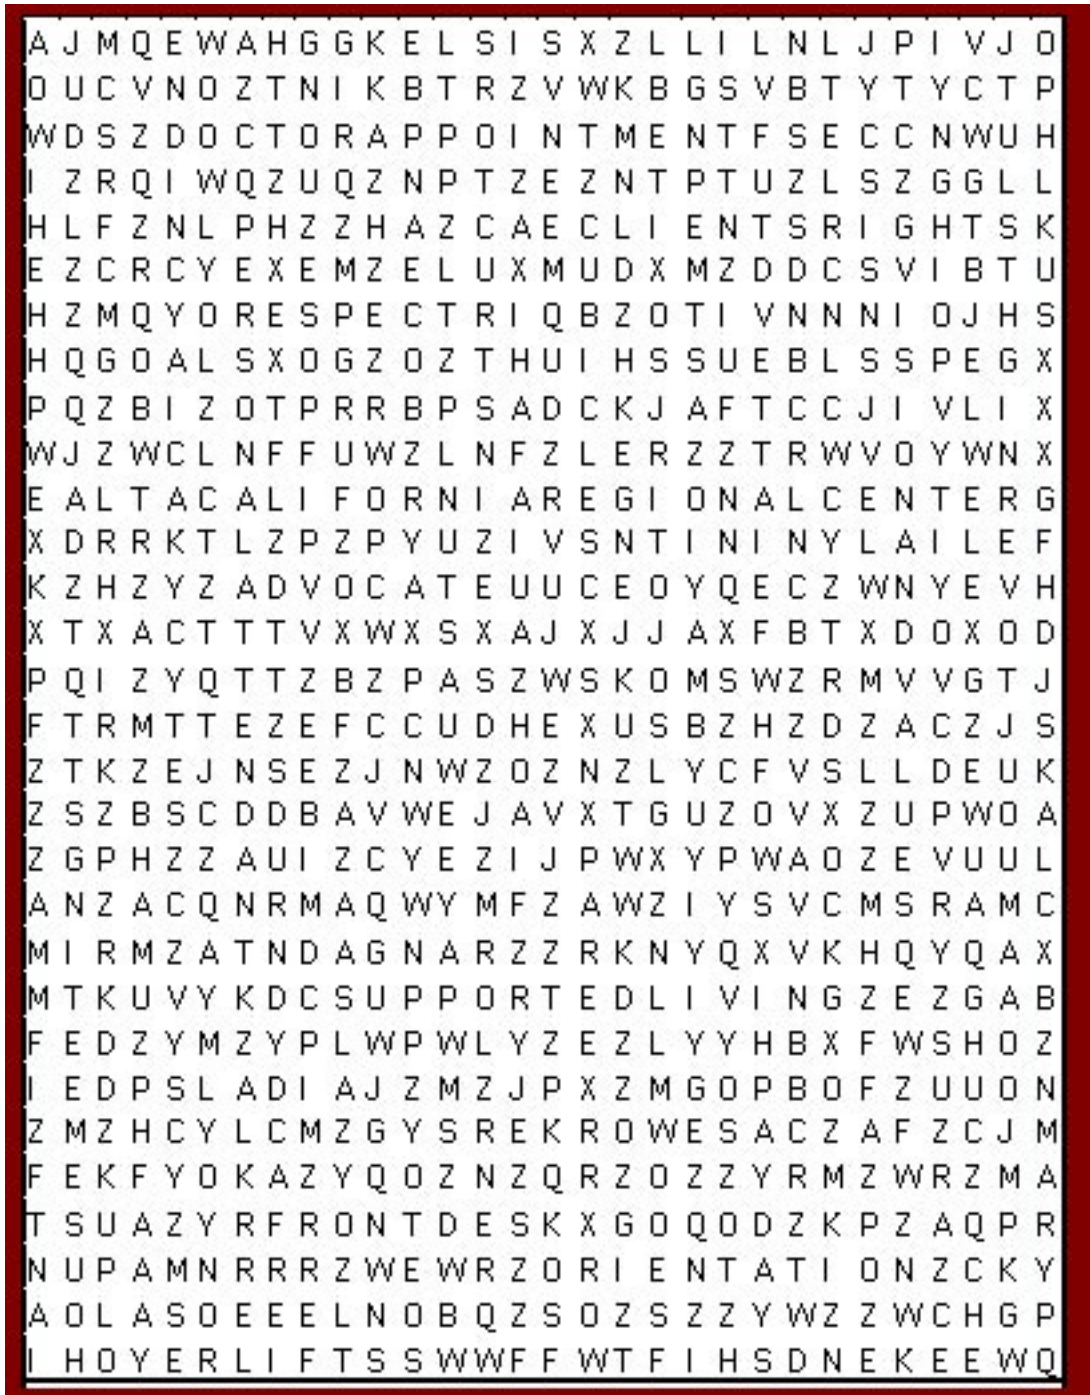 A J M Q E W A H G G K E L S I S X Z L L I L N L J P I V J O
O U C V N O Z T N I K B T R Z V W K B G S V B T Y T Y C T P
W D S Z D O C T O R A P P O I N T M E N T F S E C C N W U H
I Z R Q I W Q Z U Q Z N P T Z E Z N T P T U Z L S Z G G L L
H L F Z N L P H Z Z H A Z C A E C L I E N T S R I G H T S K
E Z C R C Y E X E M Z E L U X M U D X M Z D D C S V I B T U
H Z M Q Y O R E S P E C T R I Q B Z O T I V N N N I O J H S
H Q G O A L S X O G Z O Z T H U I H S S U E B L S S P E G X
P Q Z B I Z O T P R R B P S A D C K J A F T C C J I V L I X
W J Z W C L N F F U W Z L N F Z L E R Z Z T R W V O Y W N X
E A L T A C A L I F O R N I A R E G I O N A L C E N T E R G
X D R R K T L Z P Z P Y U Z I V S N T I N I N Y L A I L E F
K Z H Z Y Z A D V O C A T E U U C E O Y Q E C Z W N Y E V H
X T X A C T T T V X W X S X A J X J J A X F B T X D O X O D
P Q I Z Y Q T T Z B Z P A S Z W S K O M S W Z R M V V G T J
F T R M T T E Z E F C C U D H E X U S B Z H Z D Z A C Z J S
Z T K Z E J N S E Z J N W Z O Z N Z L Y C F V S L L D E U K
Z S Z B S C D D B A V W E J A V X T G U Z O V X Z U P W O A
Z G P H Z Z A U I Z C Y E Z I J P W X Y P W A O Z E V U U L
A N Z A C Q N R M A Q W Y M F Z A W Z I Y S V C M S R A M C
M I R M Z A T N D A G N A R Z Z R K N Y Q X V K H Q Y Q A X
M T K U V Y K D C S U P P O R T E D L I V I N G Z E Z G A B
F E D Z Y M Z Y P L W P W L Y Z E Z L Y Y H B X F W S H O Z
I E D P S L A D I A J Z M Z J P X Z M G O P B O F Z U U O N
Z M Z H C Y L C M Z G Y S R E K R O W E S A C Z A F Z C J M
F E K F Y O K A Z Y Q O Z N Z Q R Z O Z Z Y R M Z W R Z M A
T S U A Z Y R F R O N T D E S K X G O Q O D Z K P Z A Q P R
N U P A M N R R R Z W E W R Z O R I E N T A T I O N Z C K Y
A O L A S O E E E L N O B Q Z S O Z S Z Z Y W Z Z W C H G P
I H O Y E R L I F T S S W W F F W T F I H S D N E K E E W Q